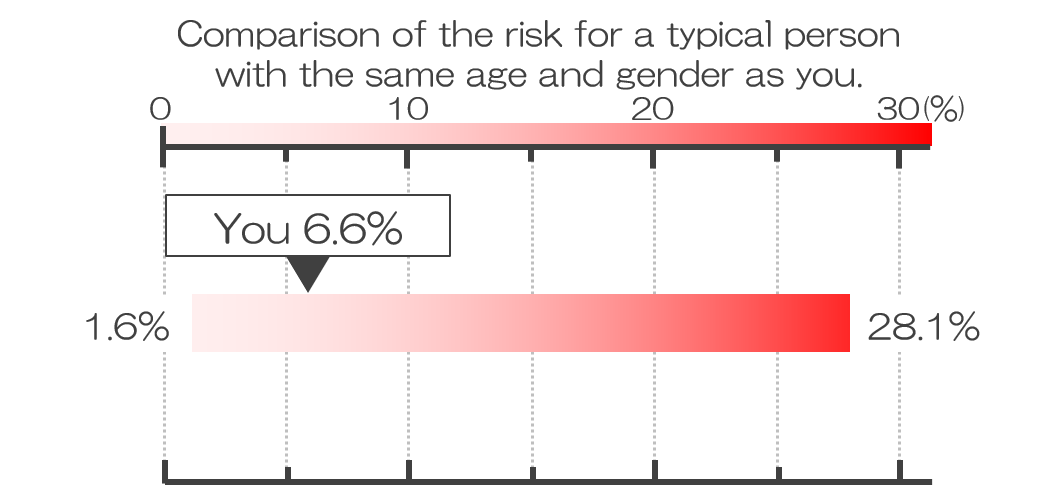 Comparison of the risk for a typical person
with the same age and gender as you.
0 10 20 30(%)
You 6.6%
1.6% 28.1%